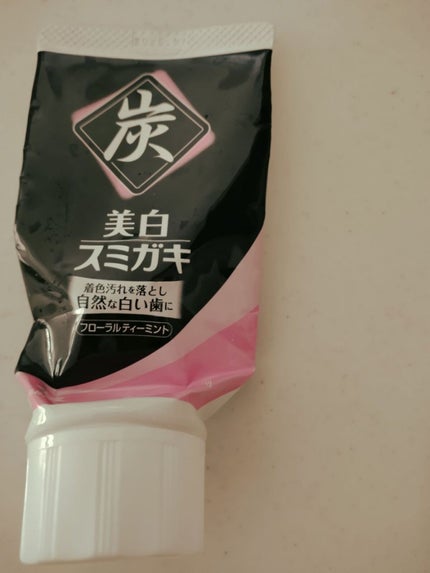 炭
美白
スミガキ
着色汚れを落とし
自然な白い歯に
フローラルティーミント